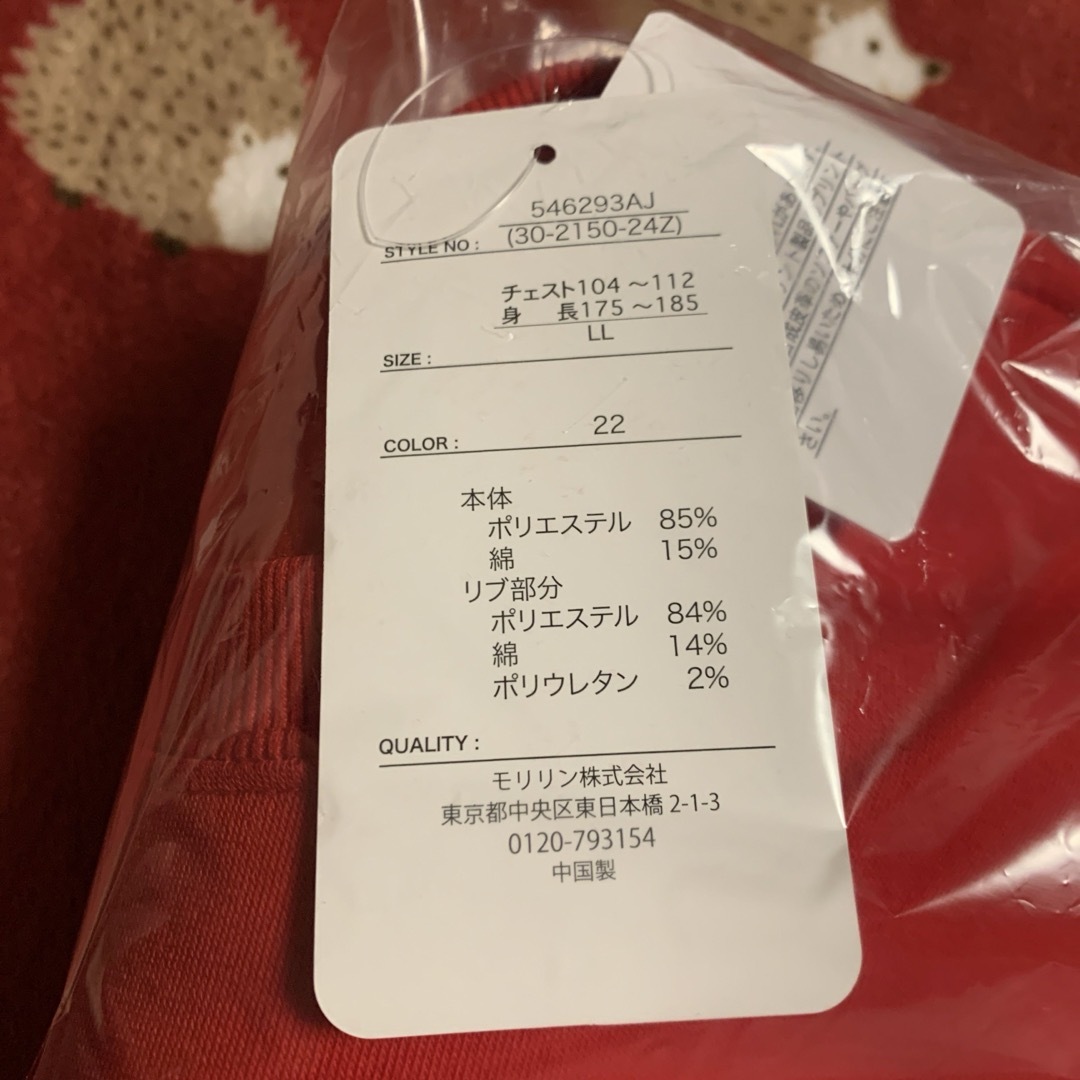 546293AJ
STYLE NO : (30-2150-24Z)
チェスト104 ～112
身 長175 ～185
LL
SIZE :
COLOR : 22
本体
ポリエステル 85%
綿 15%
リブ部分
ポリエステル 84%
綿 14%
ポリウレタン 2%
QUALITY :
モリリン株式会社
東京都中央区東日本橋 2-1-3
0120-793154
中国製
さい。